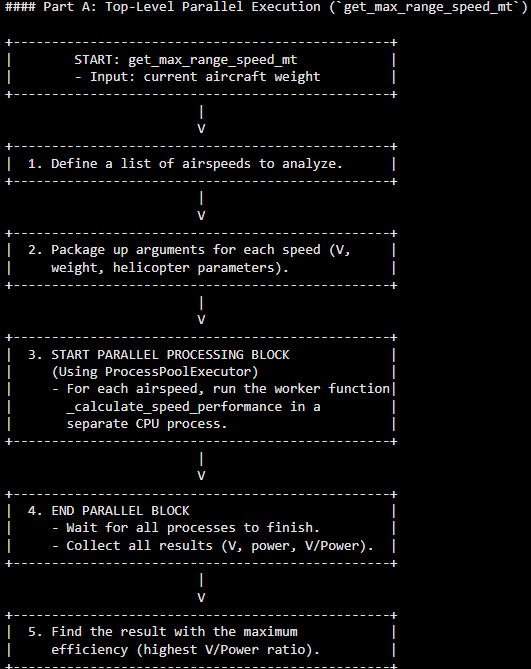 #### Part A: Top-Level Parallel Execution (`get_max_range_speed_mt`)
+------------------------------------------------+
|        START: get_max_range_speed_mt            |
|        - Input: current aircraft weight         |
+------------------------------------------------+
|
V
+------------------------------------------------+
|  1. Define a list of airspeeds to analyze.      |
+------------------------------------------------+
|
V
+------------------------------------------------+
|  2. Package up arguments for each speed (V,     |
|     weight, helicopter parameters).             |
+------------------------------------------------+
|
V
+------------------------------------------------+
|  3. START PARALLEL PROCESSING BLOCK             |
|     (Using ProcessPoolExecutor)                 |
|     - For each airspeed, run the worker function|
|       _calculate_speed_performance in a         |
|       separate CPU process.                     |
+------------------------------------------------+
|
V
+------------------------------------------------+
|  4. END PARALLEL BLOCK                          |
|     - Wait for all processes to finish.         |
|     - Collect all results (V, power, V/Power).  |
+------------------------------------------------+
|
V
+------------------------------------------------+
|  5. Find the result with the maximum            |
|     efficiency (highest V/Power ratio).         |
+------------------------------------------------+